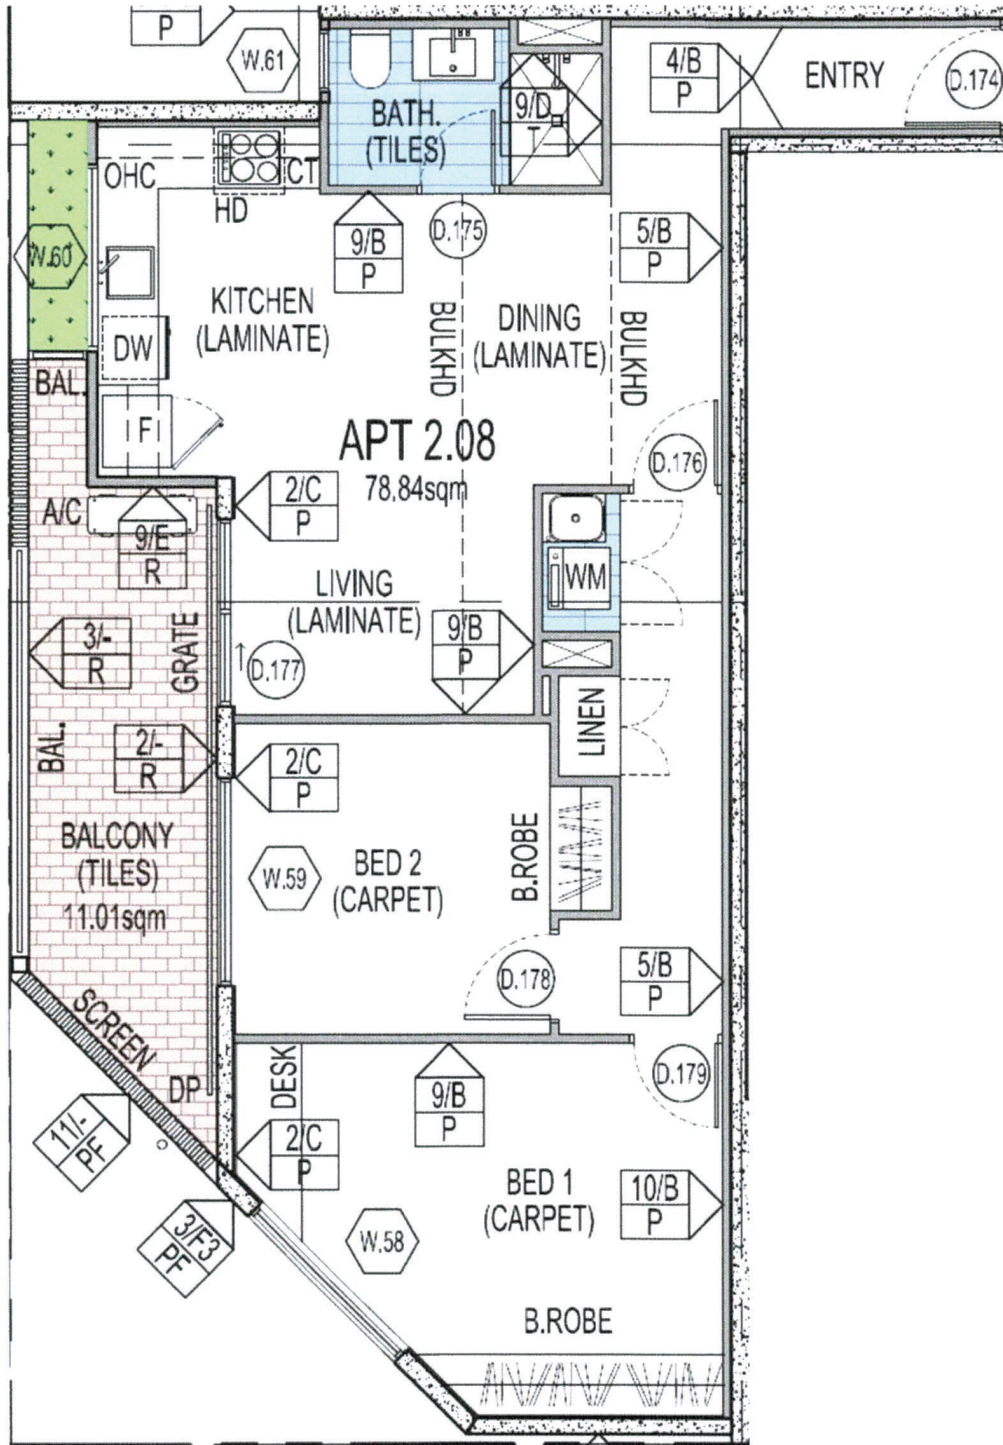 P
W.61
BATH.
(TILES)
9/D
T
4/B
P
ENTRY
D.174
OHC
CT
HD
W.60
9/B
P
D.175
5/B
P
KITCHEN
(LAMINATE)
BULKHD
DINING
(LAMINATE)
BULKHD
DW
BAL.
F
APT 2.08
78.84sqm
D.176
A/C
2/C
P
9/E
R
WM
LIVING
(LAMINATE)
GRATE
3/-
R
9/B
P
D.177
LINEN
BAL.
2/-
R
2/C
P
BALCONY
(TILES)
11.01sqm
W.59
BED 2
(CARPET)
B.ROBE
D.178
5/B
P
SCREEN
DP
DESK
9/B
P
D.179
11/-
PF
2/C
P
BED 1
(CARPET)
10/B
P
3/F3
PF
W.58
B.ROBE